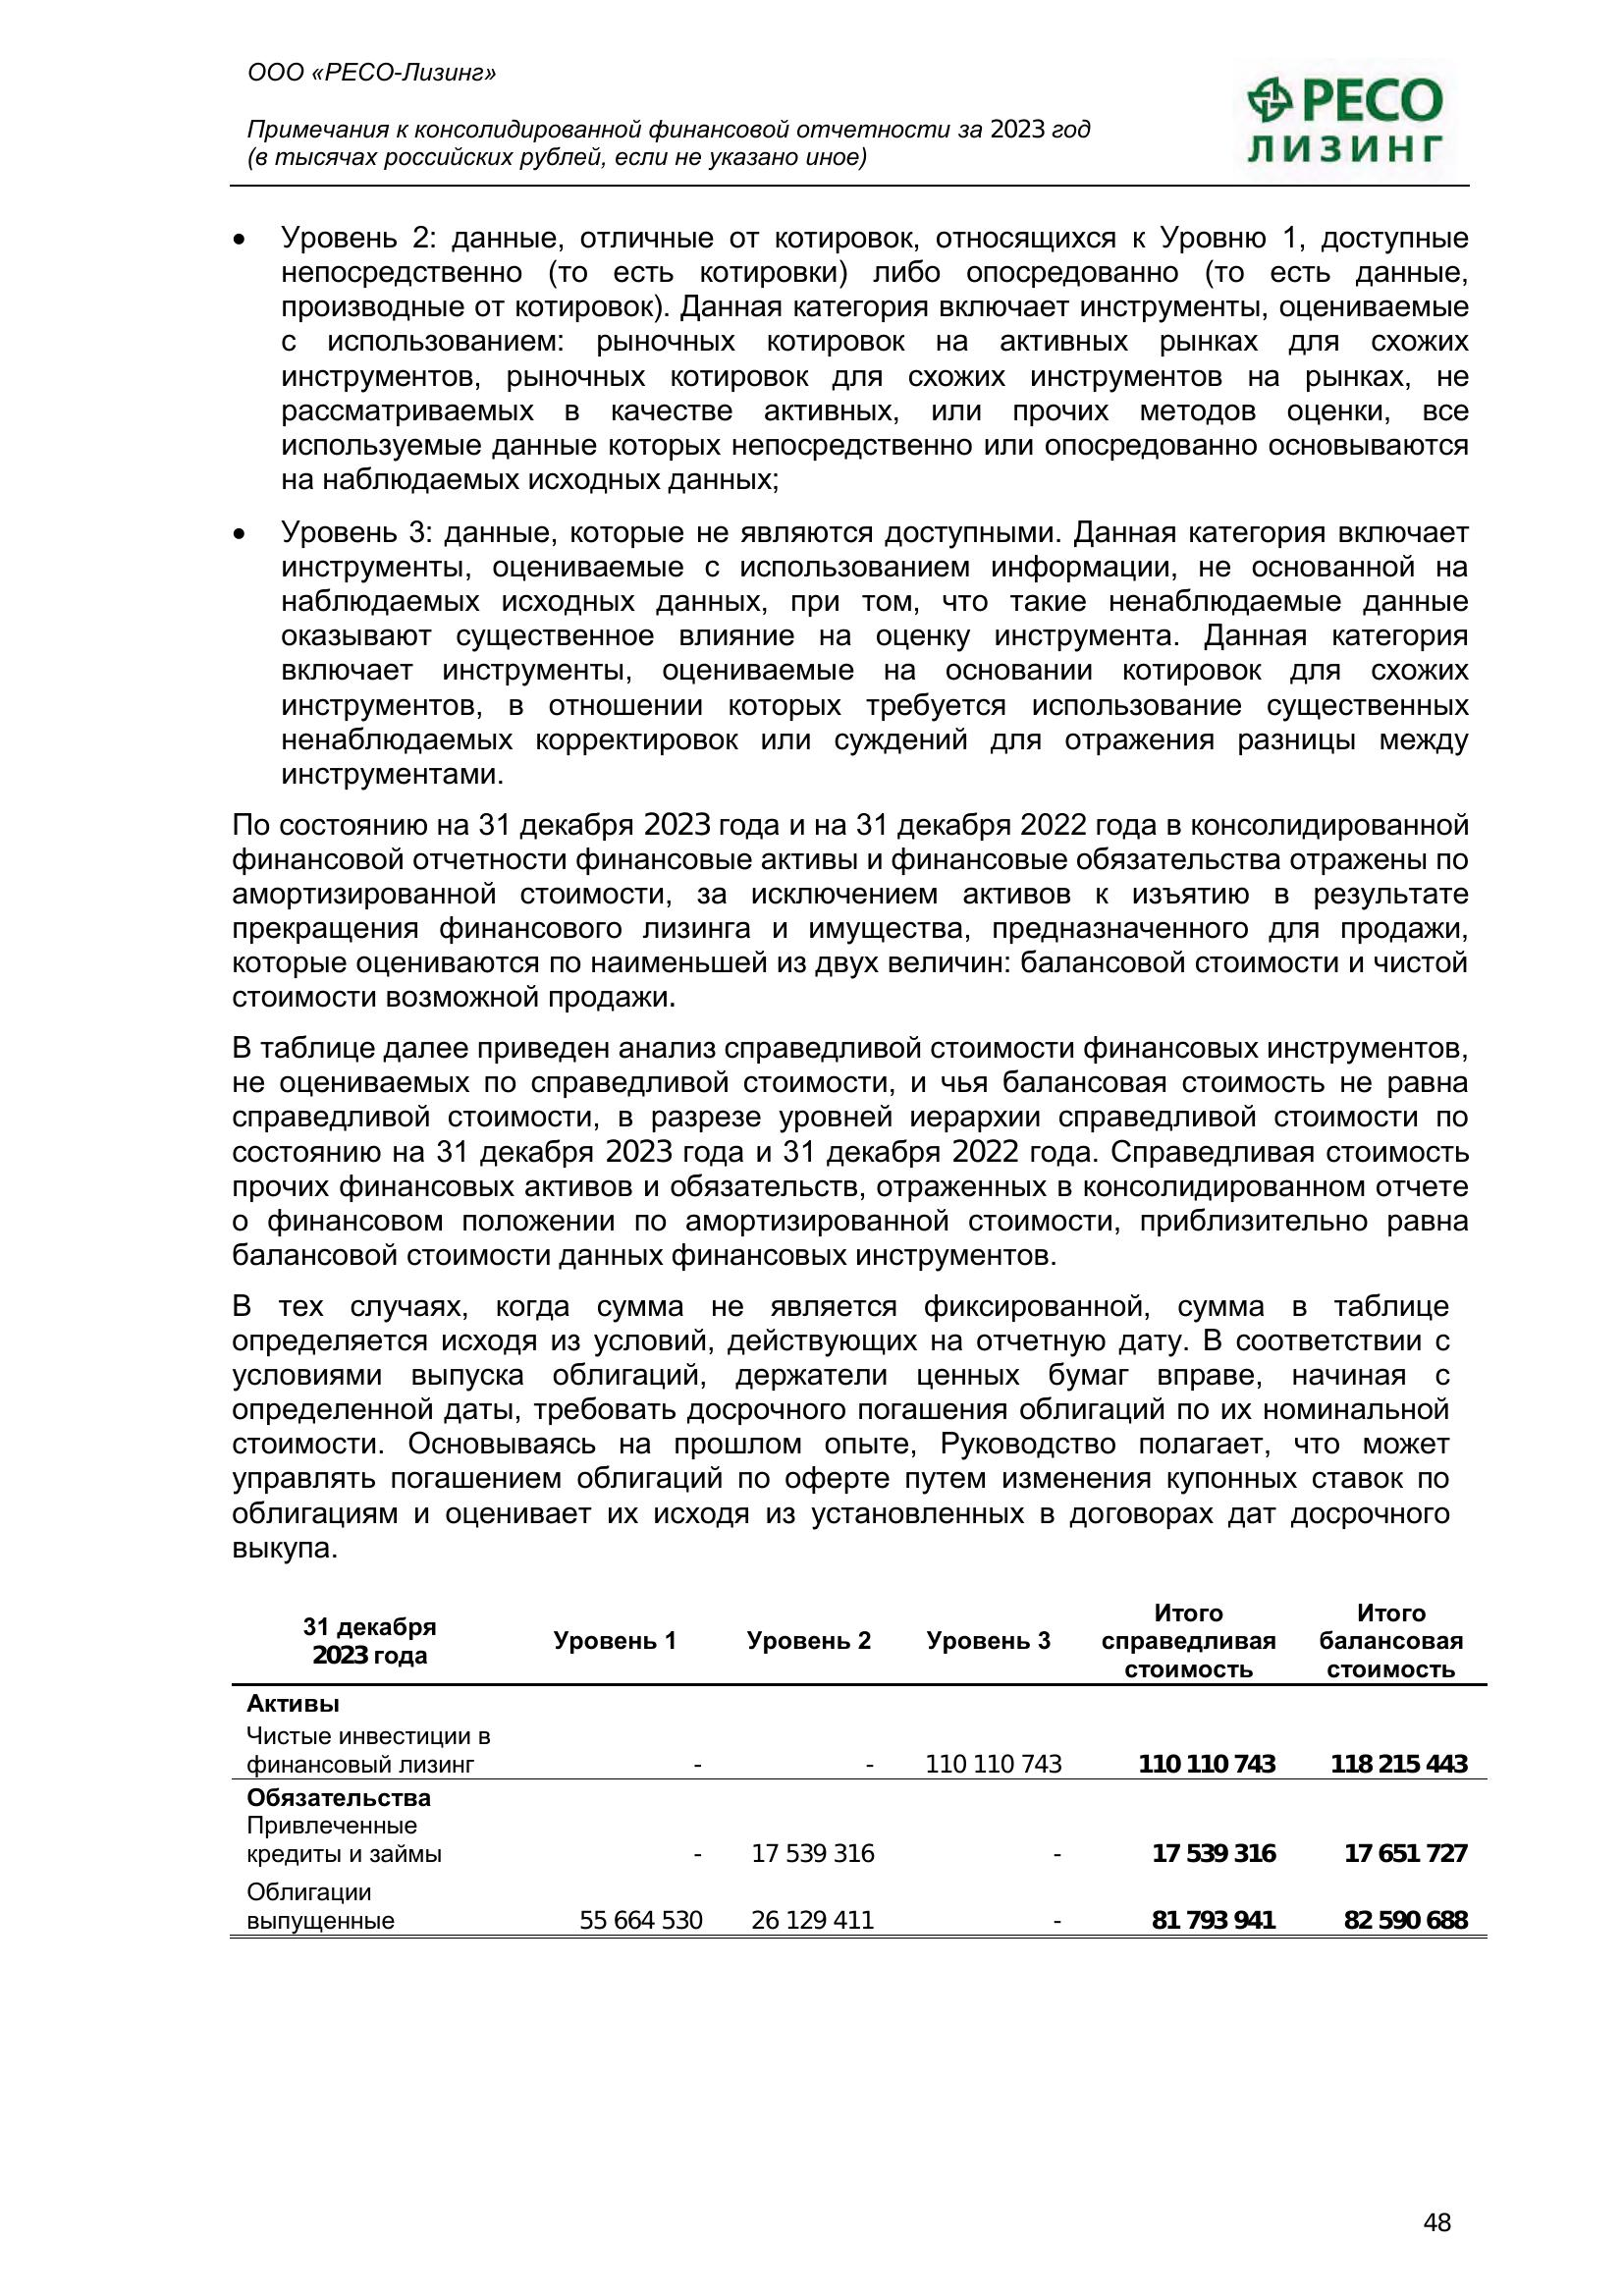 ООО «РЕСО-Лизинг»
Примечания к консолидированной финансовой отчетности за 2023 год
(в тысячах российских рублей, если не указано иное)
РЕСО
ЛИЗИНГ
• Уровень 2: данные, отличные от котировок, относящихся к Уровню 1, доступные
непосредственно (то есть котировки) либо опосредованно (то есть данные,
производные от котировок). Данная категория включает инструменты, оцениваемые
с использованием: рыночных котировок на активных рынках для схожих
инструментов, рыночных котировок для схожих инструментов на рынках, не
рассматриваемых в качестве активных, или прочих методов оценки, все
используемые данные которых непосредственно или опосредованно основываются
на наблюдаемых исходных данных;
• Уровень 3: данные, которые не являются доступными. Данная категория включает
инструменты, оцениваемые с использованием информации, не основанной на
наблюдаемых исходных данных, при том, что такие ненаблюдаемые данные
оказывают существенное влияние на оценку инструмента. Данная категория
включает инструменты, оцениваемые на основании котировок для схожих
инструментов, в отношении которых требуется использование существенных
ненаблюдаемых корректировок или суждений для отражения разницы между
инструментами.
По состоянию на 31 декабря 2023 года и на 31 декабря 2022 года в консолидированной
финансовой отчетности финансовые активы и финансовые обязательства отражены по
амортизированной стоимости, за исключением активов к изъятию в результате
прекращения финансового лизинга и имущества, предназначенного для продажи,
которые оцениваются по наименьшей из двух величин: балансовой стоимости и чистой
стоимости возможной продажи.
В таблице далее приведен анализ справедливой стоимости финансовых инструментов,
не оцениваемых по справедливой стоимости, и чья балансовая стоимость не равна
справедливой стоимости, в разрезе уровней иерархии справедливой стоимости по
состоянию на 31 декабря 2023 года и 31 декабря 2022 года. Справедливая стоимость
прочих финансовых активов и обязательств, отраженных в консолидированном отчете
о финансовом положении по амортизированной стоимости, приблизительно равна
балансовой стоимости данных финансовых инструментов.
В тех случаях, когда сумма не является фиксированной, сумма в таблице
определяется исходя из условий, действующих на отчетную дату. В соответствии с
условиями выпуска облигаций, держатели ценных бумаг вправе, начиная с
определенной даты, требовать досрочного погашения облигаций по их номинальной
стоимости. Основываясь на прошлом опыте, Руководство полагает, что может
управлять погашением облигаций по оферте путем изменения купонных ставок по
облигациям и оценивает их исходя из установленных в договорах дат досрочного
выкупа.
31 декабря
2023 года
Уровень 1
Уровень 2
Уровень 3
Итого
справедливая
стоимость
Итого
балансовая
стоимость
Активы
Чистые инвестиции в
финансовый лизинг - - 110 110 743 110 110 743 118 215 443
Обязательства
Привлеченные
кредиты и займы - 17 539 316 - 17 539 316 17 651 727
Облигации
выпущенные 55 664 530 26 129 411 - 81 793 941 82 590 688
48